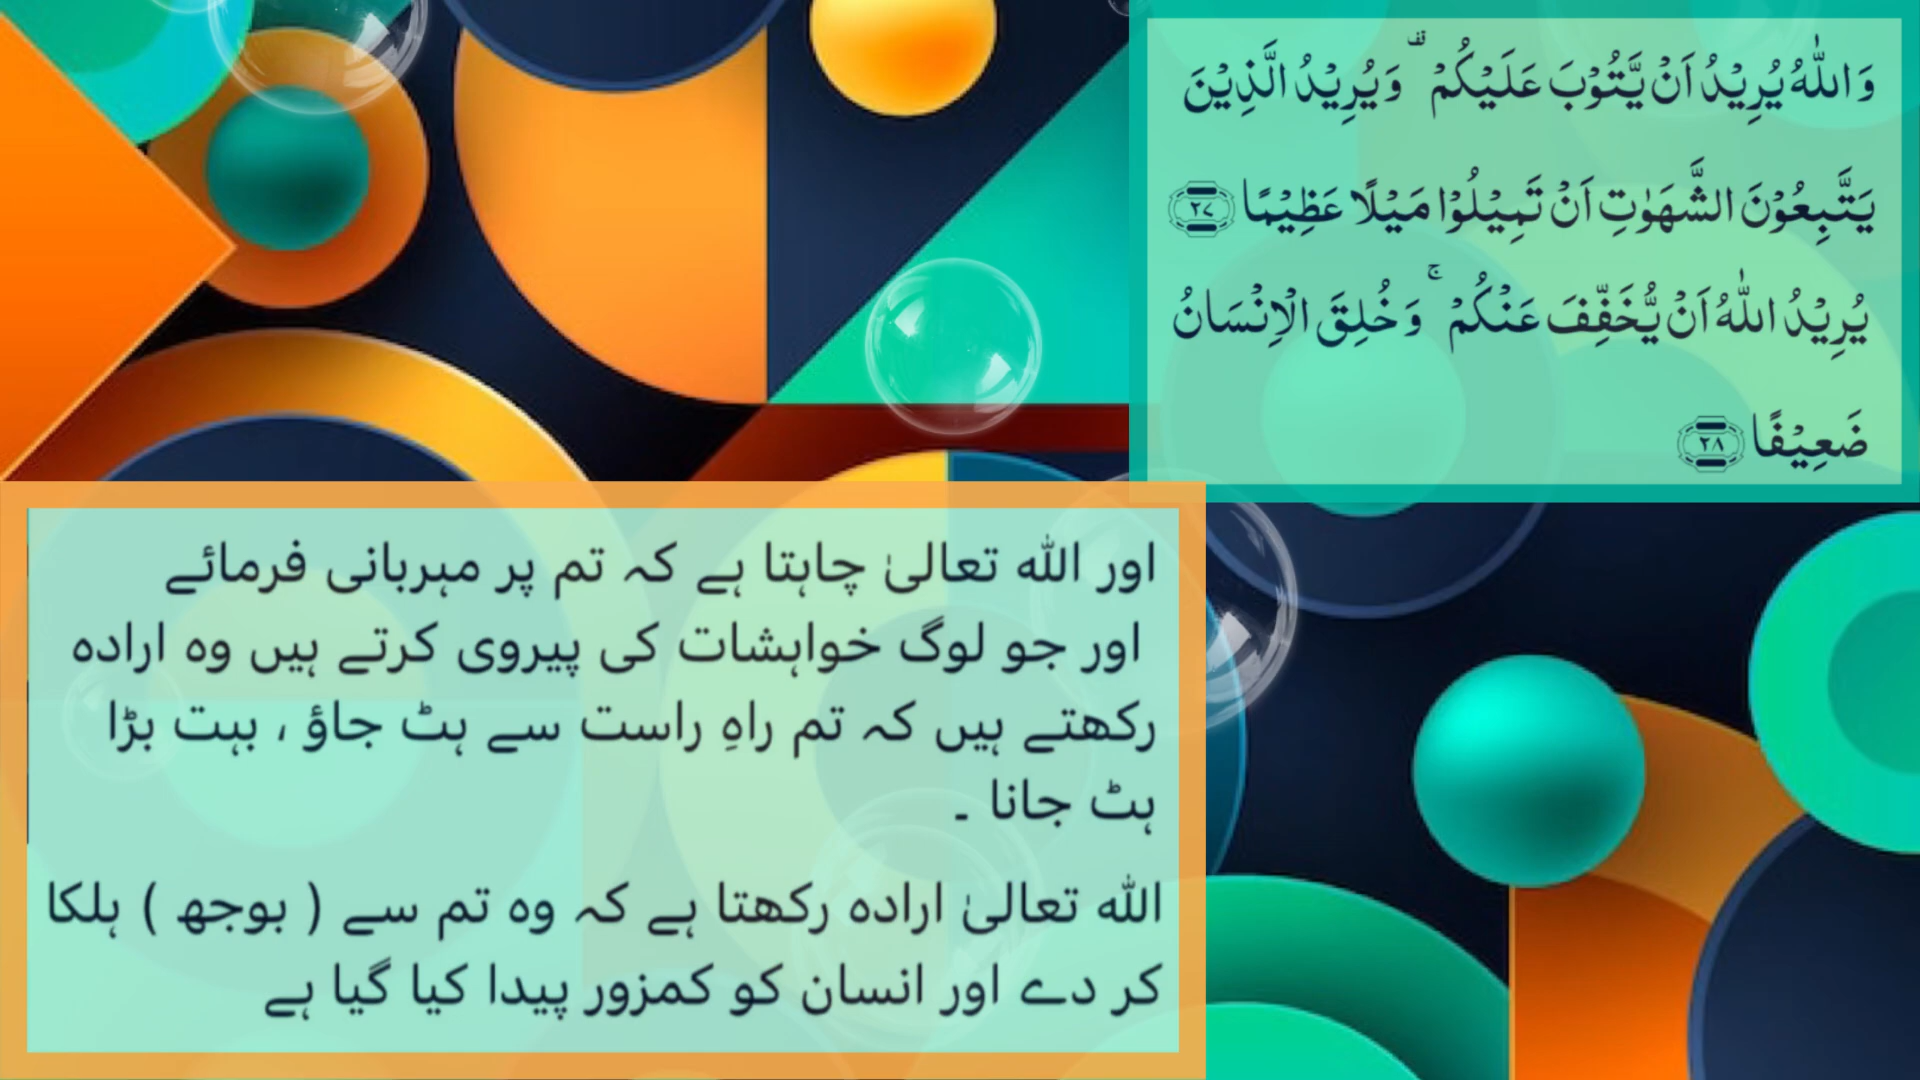 وَاللّٰهُ يُرِيْدُ اَنْ يَّتُوْبَ عَلَيْكُمْ ۣ وَيُرِيْدُ الَّذِيْنَ
يَتَّبِعُوْنَ الشَّهَوٰتِ اَنْ تَمِيْلُوْا مَيْلًا عَظِيْمًا ۝۲۷
يُرِيْدُ اللّٰهُ اَنْ يُّخَفِّفَ عَنْكُمْ ۚ وَخُلِقَ الْاِنْسَانُ
ضَعِيْفًا ۝۲۸
اور اللہ تعالیٰ چاہتا ہے کہ تم پر مہربانی فرمائے
اور جو لوگ خواہشات کی پیروی کرتے ہیں وہ ارادہ
رکھتے ہیں کہ تم راہِ راست سے ہٹ جاؤ ، بہت بڑا
ہٹ جانا ۔
اللہ تعالیٰ ارادہ رکھتا ہے کہ وہ تم سے ( بوجھ ) ہلکا
کر دے اور انسان کو کمزور پیدا کیا گیا ہے